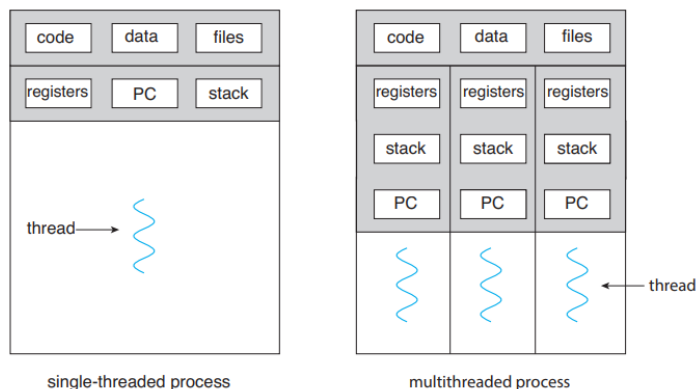 code data files
registers PC stack
thread
single-threaded process
code data files
registers registers registers
stack stack stack
PC PC PC
thread
multithreaded process